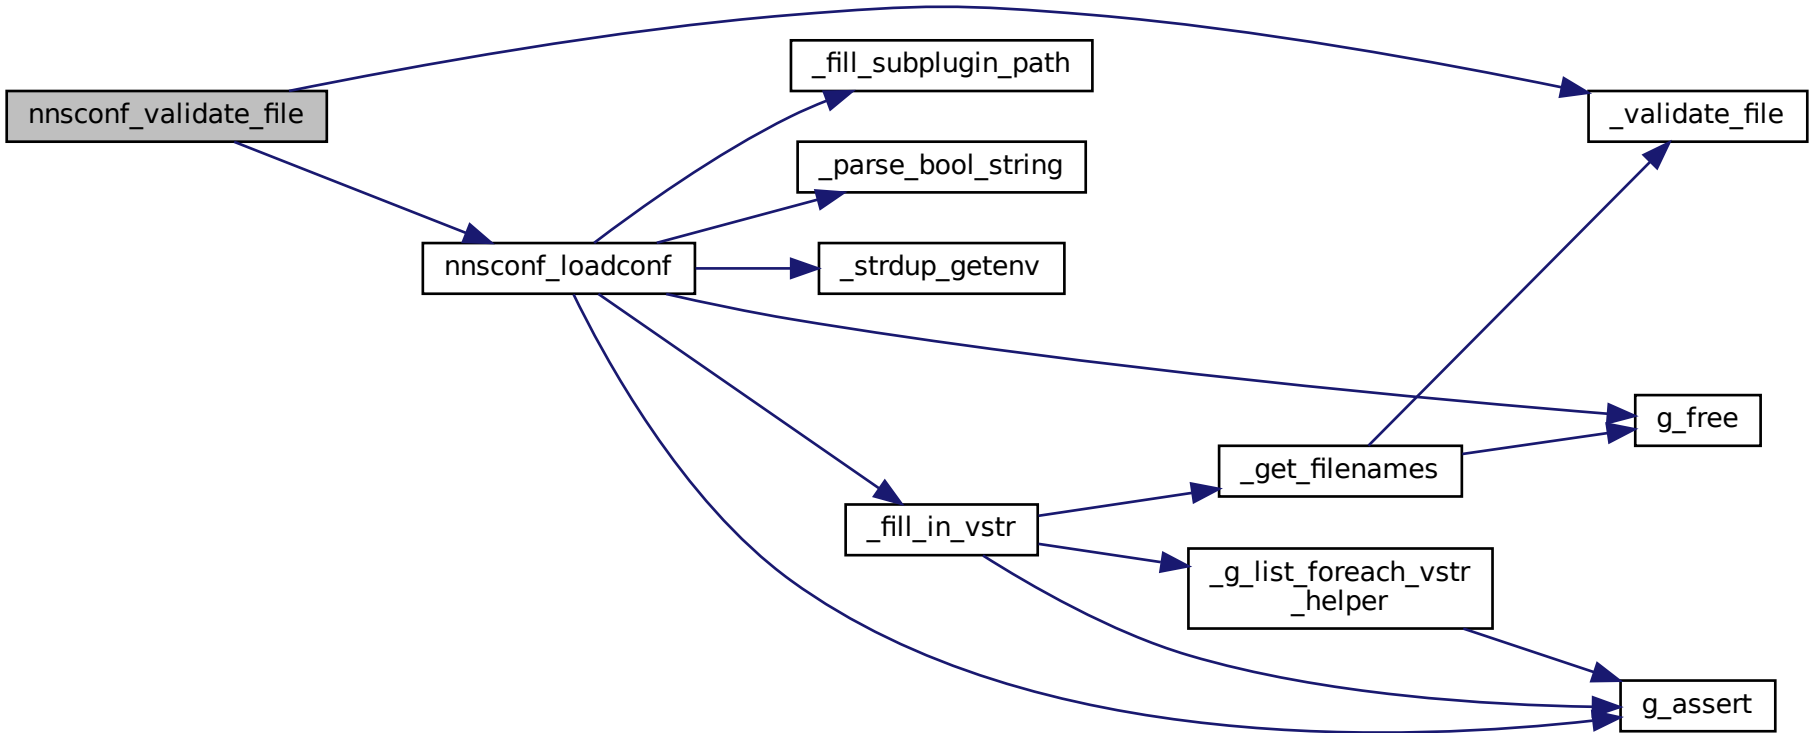 nnsconf_validate_file
_fill_subplugin_path
_validate_file
_parse_bool_string
nnsconf_loadconf
_strdup_getenv
g_free
_get_filenames
_fill_in_vstr
_g_list_foreach_vstr
_helper
g_assert